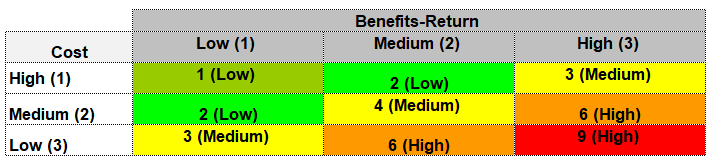 Benefits-Return
Cost Low (1) Medium (2) High (3)
High (1) 1 (Low) 2 (Low) 3 (Medium)
Medium (2) 2 (Low) 4 (Medium) 6 (High)
Low (3) 3 (Medium) 6 (High) 9 (High)